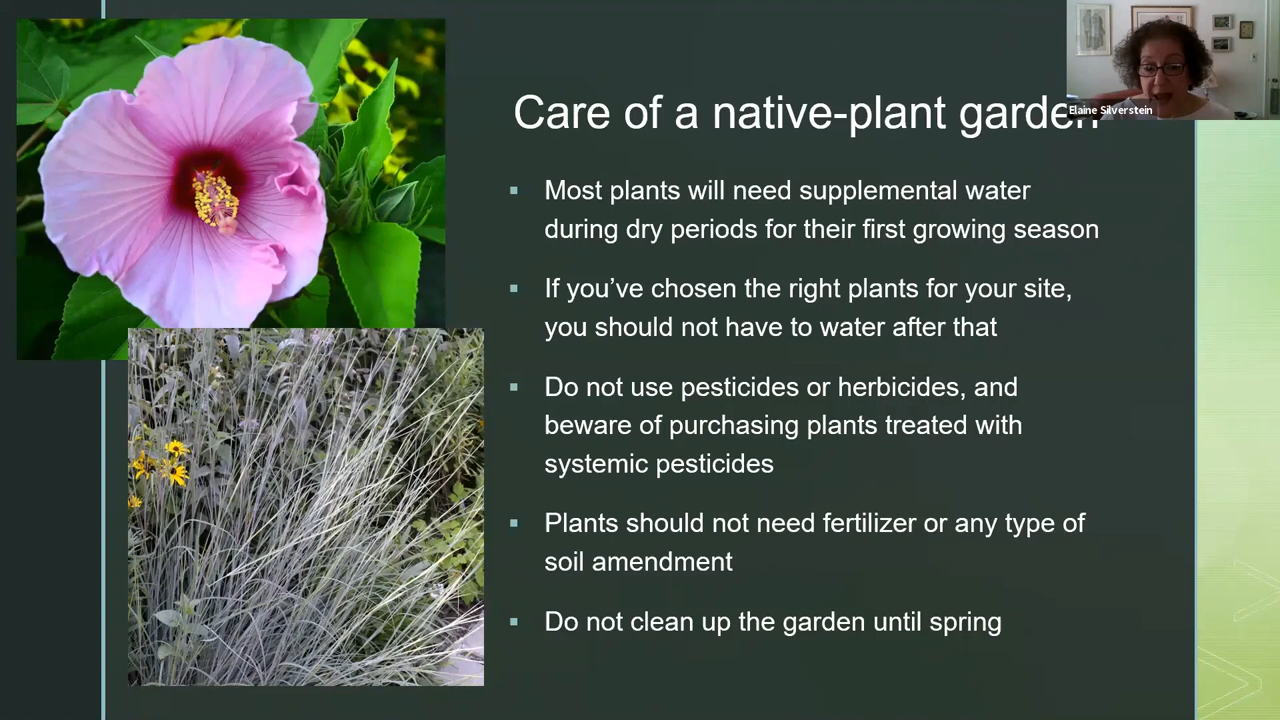 Care of a native-plant garden
Elaine Silverstein
▪ Most plants will need supplemental water
during dry periods for their first growing season
▪ If you’ve chosen the right plants for your site,
you should not have to water after that
▪ Do not use pesticides or herbicides, and
beware of purchasing plants treated with
systemic pesticides
▪ Plants should not need fertilizer or any type of
soil amendment
▪ Do not clean up the garden until spring